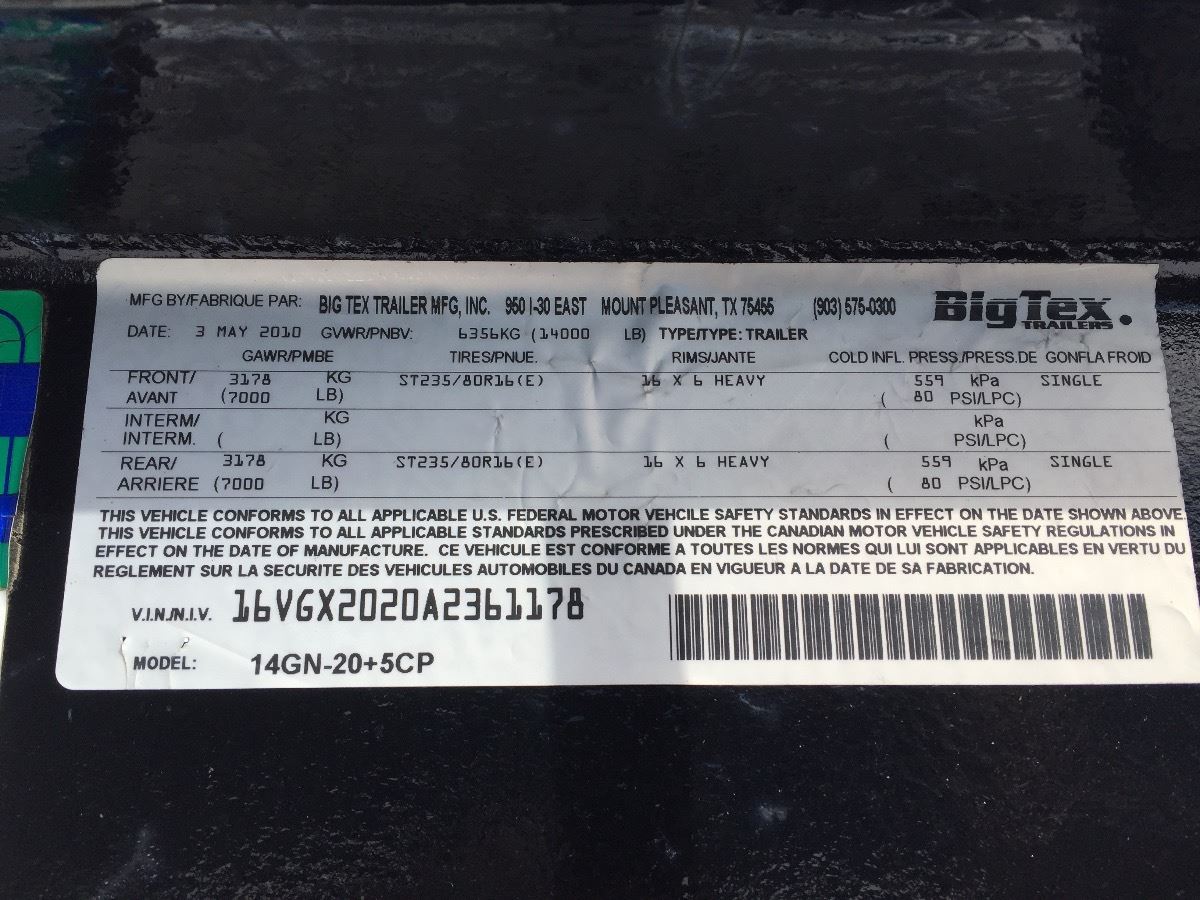 MFG BY/FABRIQUE PAR: BIG TEX TRAILER MFG, INC. 950 I-30 EAST MOUNT PLEASANT, TX 75455 (903) 575-0300 BigTex TRAILERS.
DATE: 3 MAY 2010 GVWR/PNBV: 6356KG (14000 LB) TYPE/TYPE: TRAILER
GAWR/PMBE TIRES/PNUE. RIMS/JANTE COLD INFL. PRESS./PRESS.DE GONFLA FROID
FRONT/ 3178 KG ST235/80R16(E) 16 X 6 HEAVY 559 kPa SINGLE
AVANT (7000 LB) ( 80 PSI/LPC)
INTERM/ KG kPa
INTERM. ( LB) ( PSI/LPC)
REAR/ 3178 KG ST235/80R16(E) 16 X 6 HEAVY 559 kPa SINGLE
ARRIERE (7000 LB) ( 80 PSI/LPC)
THIS VEHICLE CONFORMS TO ALL APPLICABLE U.S. FEDERAL MOTOR VEHCILE SAFETY STANDARDS IN EFFECT ON THE DATE SHOWN ABOVE
THIS VEHICLE CONFORMS TO ALL APPLICABLE STANDARDS PRESCRIBED UNDER THE CANADIAN MOTOR VEHICLE SAFETY REGULATIONS IN
EFFECT ON THE DATE OF MANUFACTURE. CE VEHICULE EST CONFORME A TOUTES LES NORMES QUI LUI SONT APPLICABLES EN VERTU DU
REGLEMENT SUR LA SECURITE DES VEHICULES AUTOMOBILES DU CANADA EN VIGUEUR A LA DATE DE SA FABRICATION.
V.I.N./N.I.V. 16VGX2020A2361178
MODEL: 14GN-20+5CP